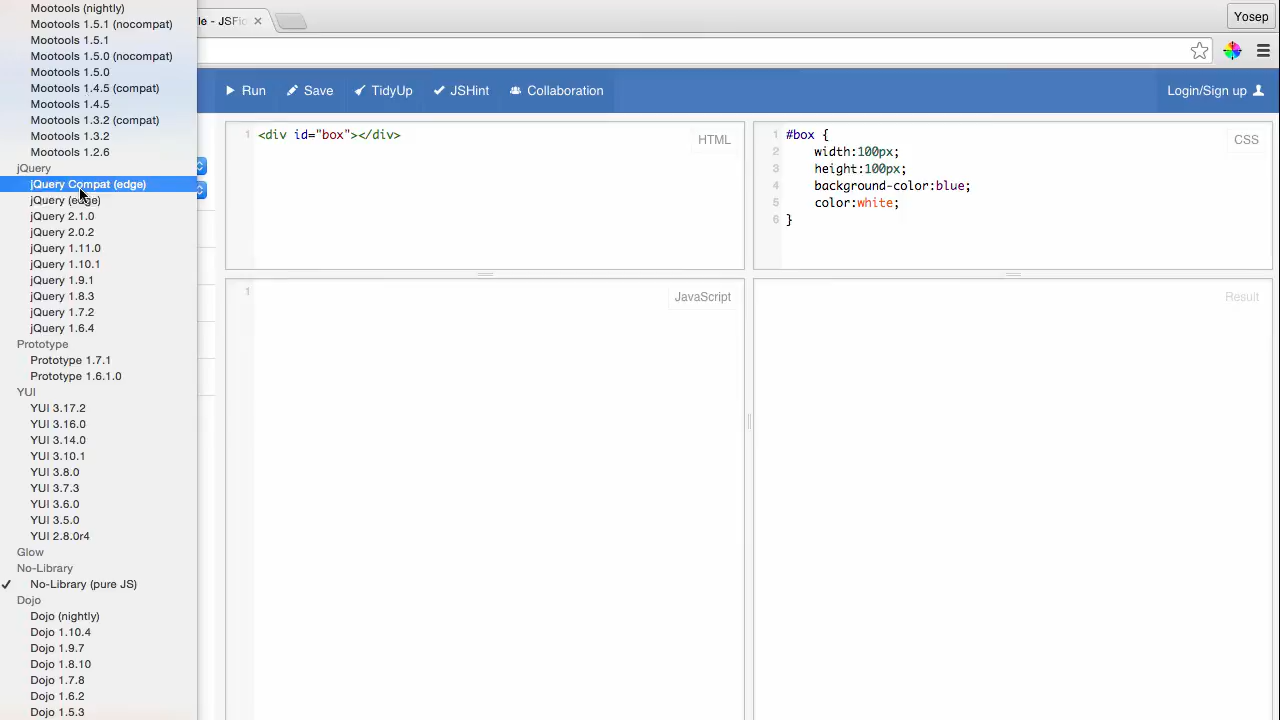 Mootools (nightly)
Mootools 1.5.1 (nocompat)
Mootools 1.5.1
Mootools 1.5.0 (nocompat)
Mootools 1.5.0
Mootools 1.4.5 (compat)
Mootools 1.4.5
Mootools 1.3.2 (compat)
Mootools 1.3.2
Mootools 1.2.6
jQuery
jQuery Compat (edge)
jQuery (edge)
jQuery 2.1.0
jQuery 2.0.2
jQuery 1.11.0
jQuery 1.10.1
jQuery 1.9.1
jQuery 1.8.3
jQuery 1.7.2
jQuery 1.6.4
Prototype
Prototype 1.7.1
Prototype 1.6.1.0
YUI
YUI 3.17.2
YUI 3.16.0
YUI 3.14.0
YUI 3.10.1
YUI 3.8.0
YUI 3.7.3
YUI 3.6.0
YUI 3.5.0
YUI 2.8.0r4
Glow
No-Library
No-Library (pure JS)
Dojo
Dojo (nightly)
Dojo 1.10.4
Dojo 1.9.7
Dojo 1.8.10
Dojo 1.7.8
Dojo 1.6.2
Dojo 1.5.3
Yosep
Run Save TidyUp JSHint Collaboration Login/Sign up
1 <div id="box"></div>
HTML
1 #box {
2 width:100px;
3 height:100px;
4 background-color:blue;
5 color:white;
6 }
CSS
1
JavaScript
Result